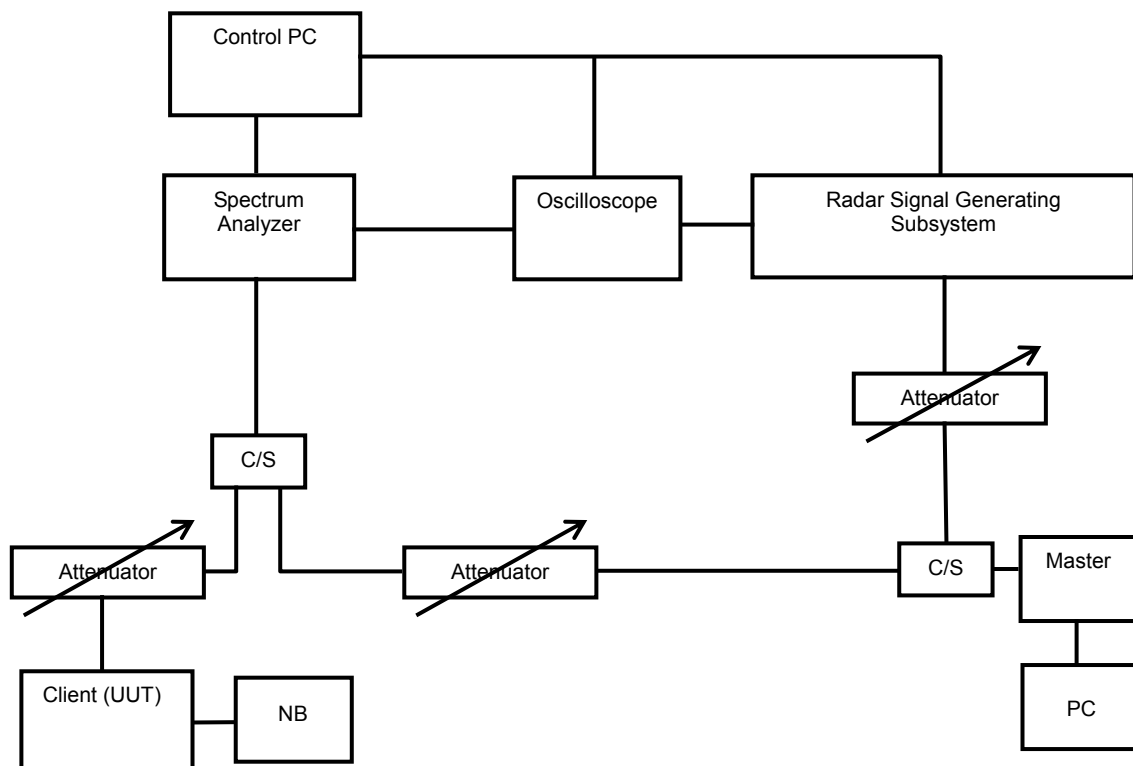 Control PC
Spectrum
Analyzer
Oscilloscope
Radar Signal Generating
Subsystem
Attenuator
C/S
Attenuator
Attenuator
C/S
Master
Client (UUT)
NB
PC